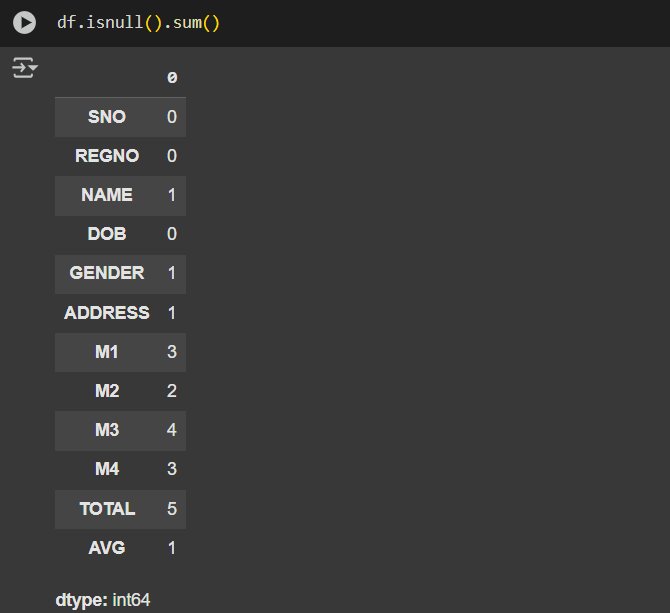 df.isnull().sum()
0
SNO 0
REGNO 0
NAME 1
DOB 0
GENDER 1
ADDRESS 1
M1 3
M2 2
M3 4
M4 3
TOTAL 5
AVG 1
dtype: int64